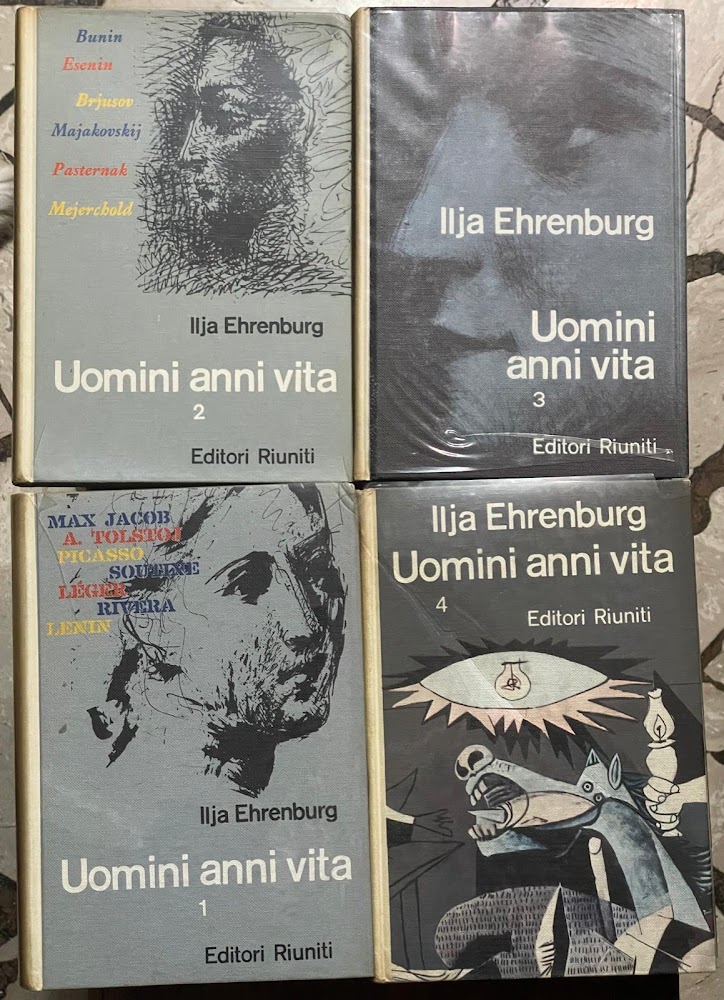 Bunin
Esenin
Brjusov
Majakovskij
Pasternak
Mejerchold
Ilja Ehrenburg
Uomini anni vita
2
Editori Riuniti
Ilja Ehrenburg
Uomini
anni vita
3
Editori Riuniti
MAX JACOB
A. TOLSTOJ
PICASSO
SOUTINE
LÉGER
RIVERA
LENIN
Ilja Ehrenburg
Uomini anni vita
1
Editori Riuniti
Ilja Ehrenburg
Uomini anni vita
4
Editori Riuniti